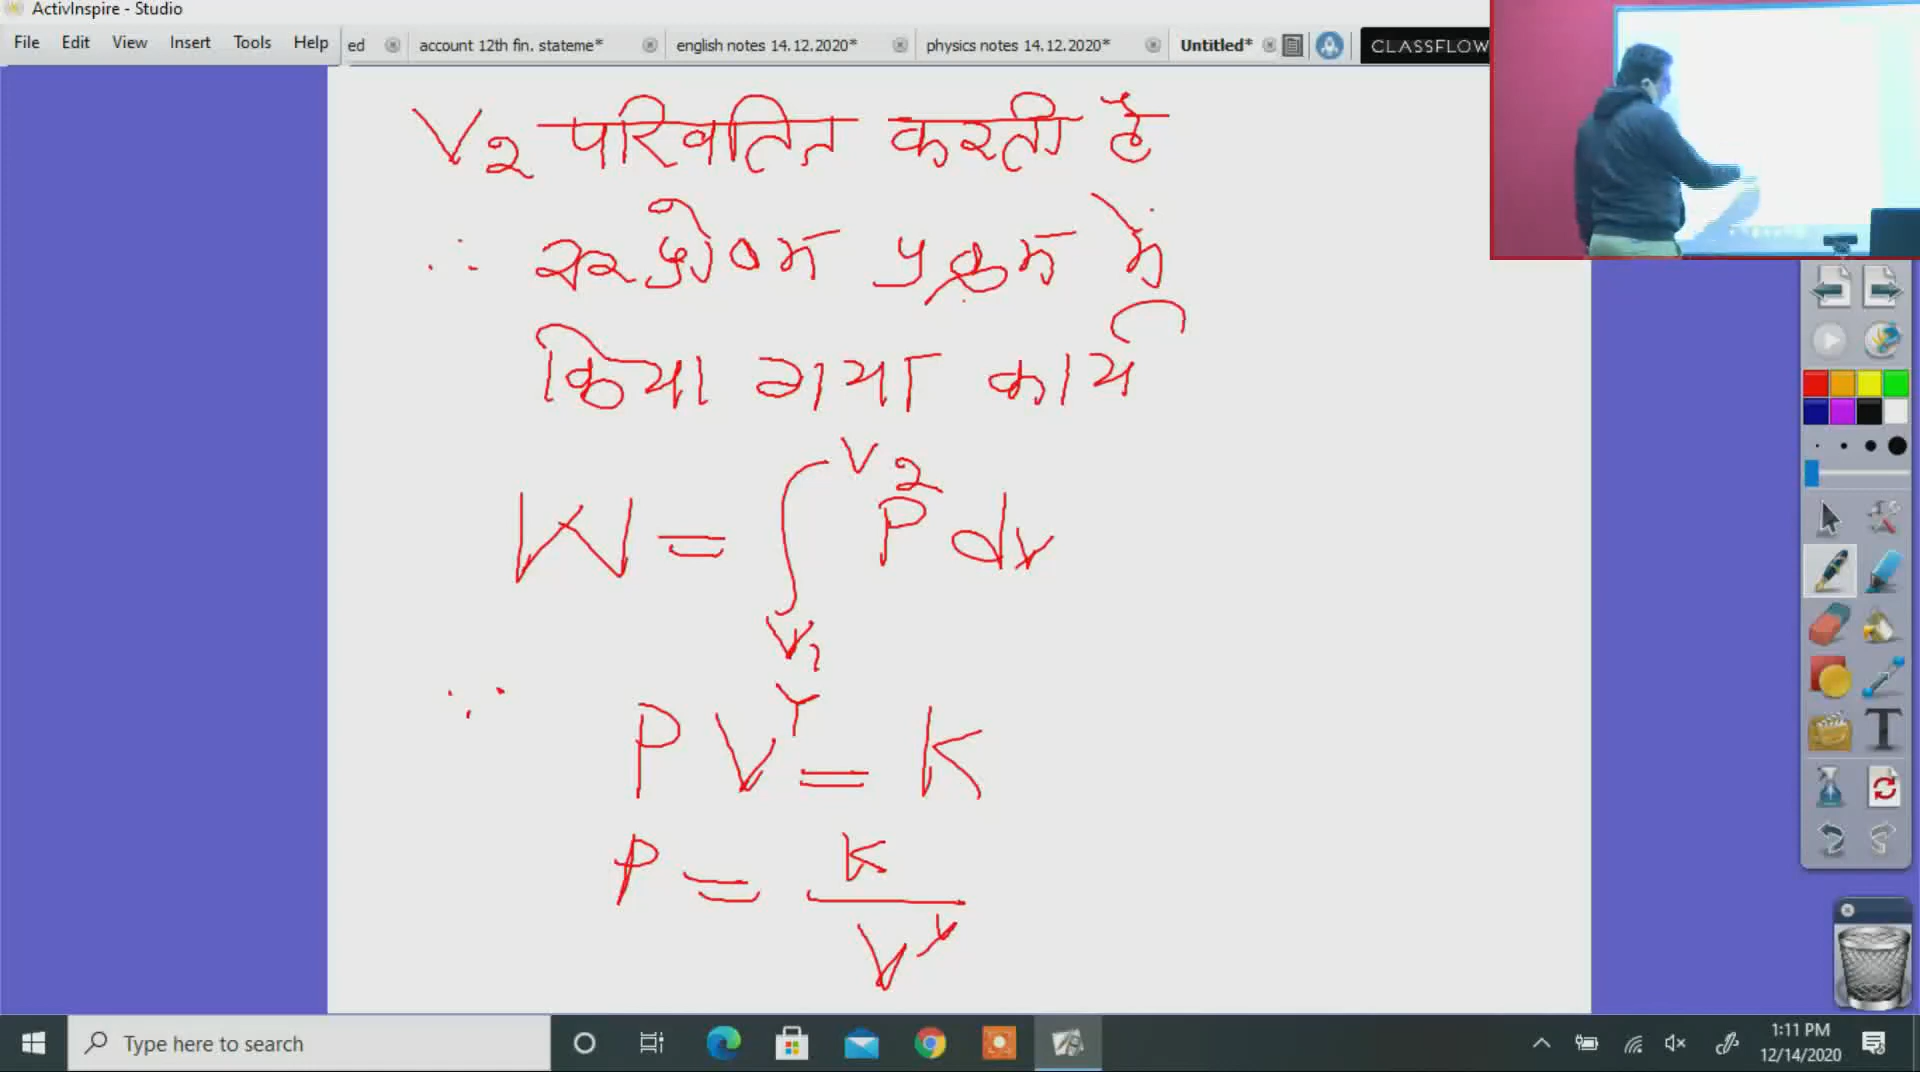 ActivInspire - Studio
File Edit View Insert Tools Help ed account 12th fin. stateme* english notes 14.12.2020* physics notes 14.12.2020* Untitled* CLASSFLOW
V2 परिवर्तित करती है
∴ रुद्धोष्म प्रक्रम में
किया गया कार्य
W = ∫ V2 V1 P dv
∵ P V^γ = K
P = K / V^γ
T
Type here to search
1:11 PM
12/14/2020